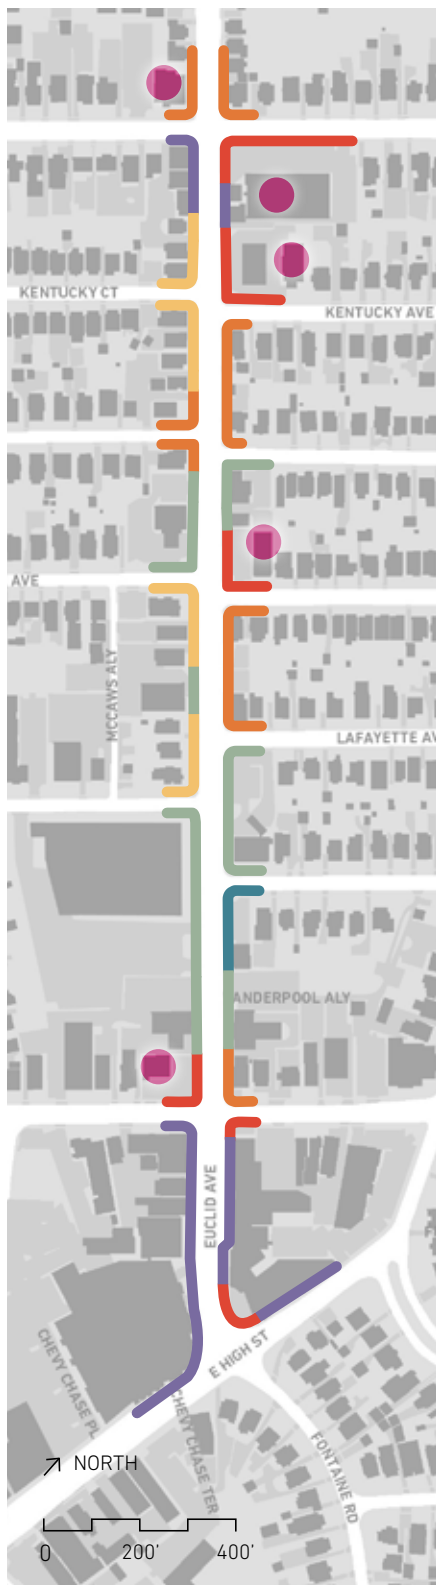 KENTUCKY CT
KENTUCKY AVE
AVE
MCCAWS ALY
LAFAYETTE AV
ANDERPOOL ALY
EUCLID AVE
E HIGH ST
CHEVY CHASE PL
CHEVY CHASE TER
FONTAINE RD
NORTH
0 200' 400'